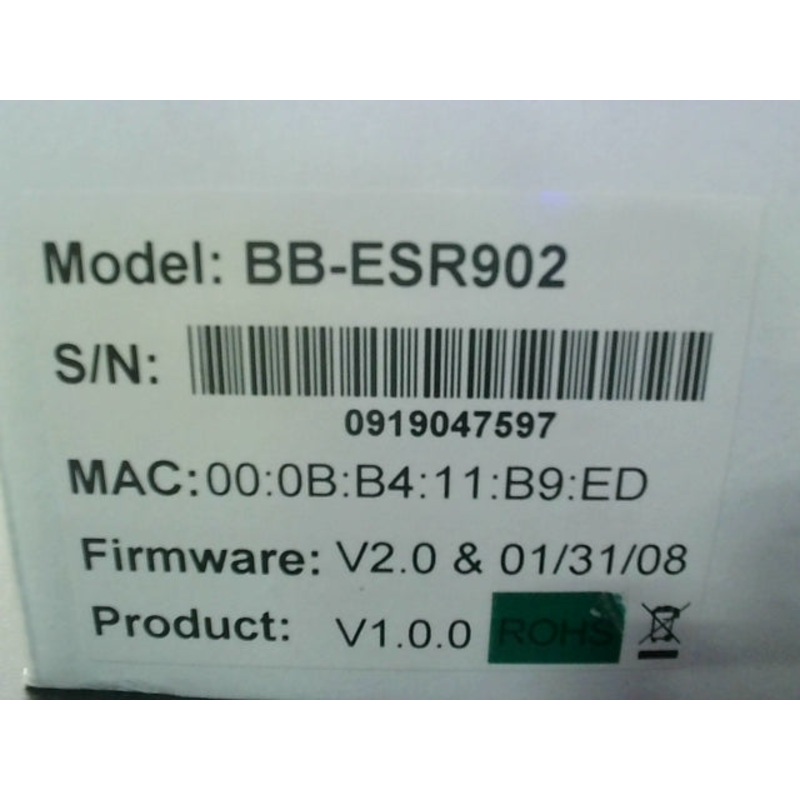 Model: BB-ESR902
S/N:
0919047597
MAC:00:0B:B4:11:B9:ED
Firmware: V2.0 & 01/31/08
Product: V1.0.0 ROHS